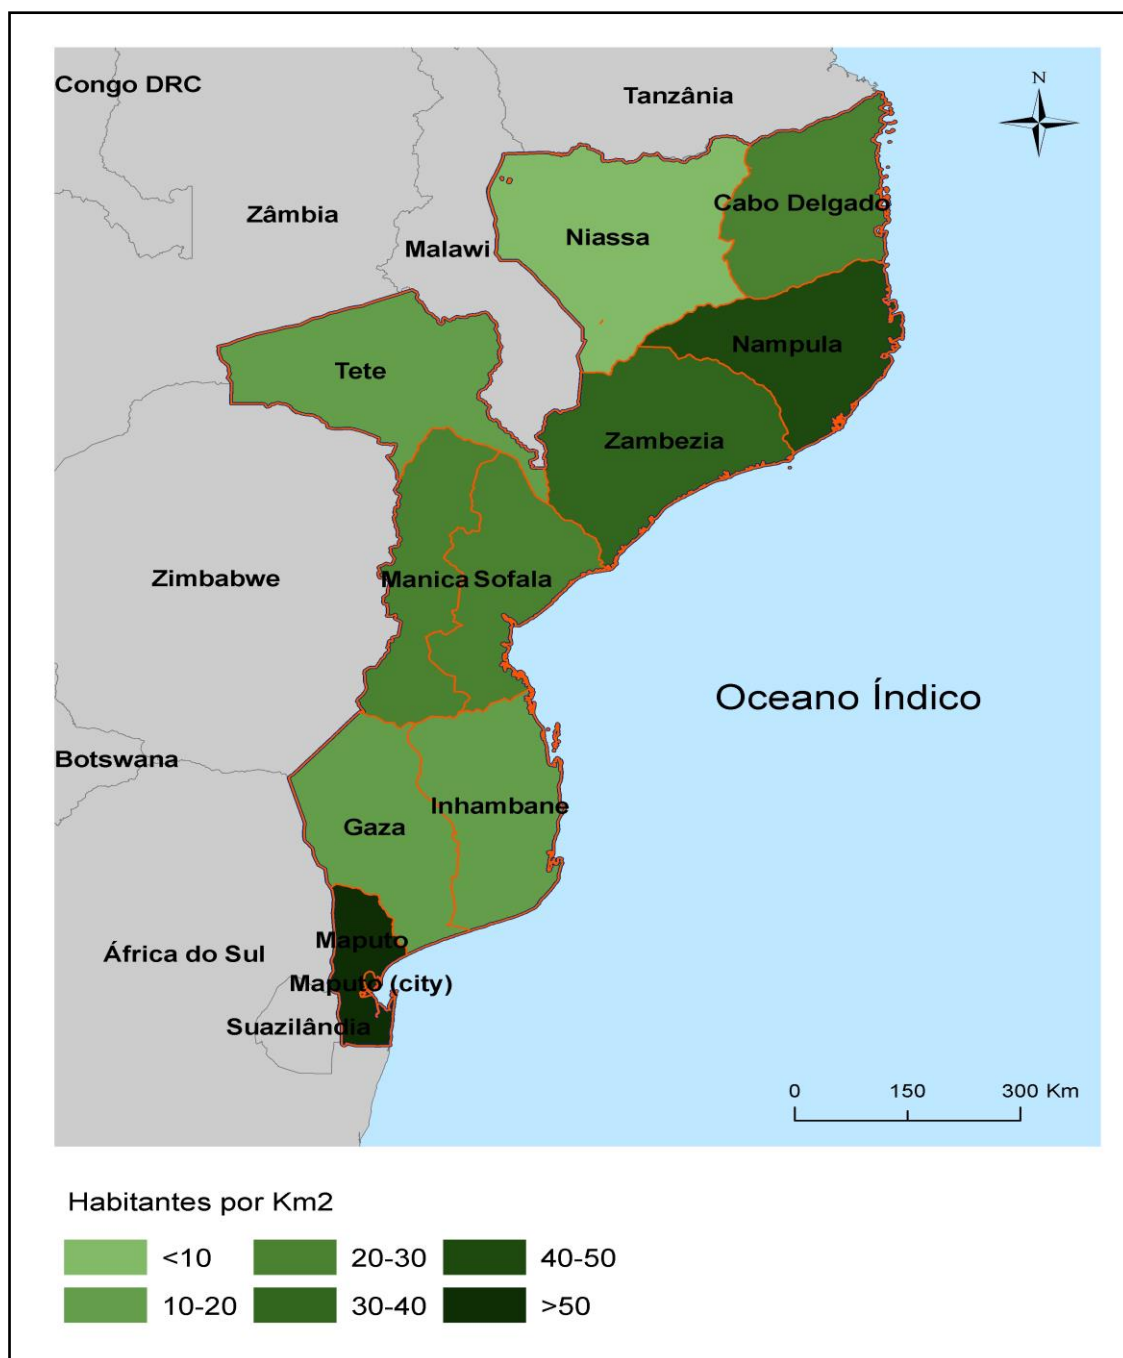 Congo DRC
Tanzânia
N
Zâmbia
Cabo Delgado
Niassa
Malawi
Nampula
Tete
Zambezia
Zimbabwe
Manica
Sofala
Oceano Índico
Botswana
Inhambane
Gaza
Maputo
África do Sul
Maputo (city)
Suazilândia
0 150 300 Km
Habitantes por Km2
<10 20-30 40-50
10-20 30-40 >50